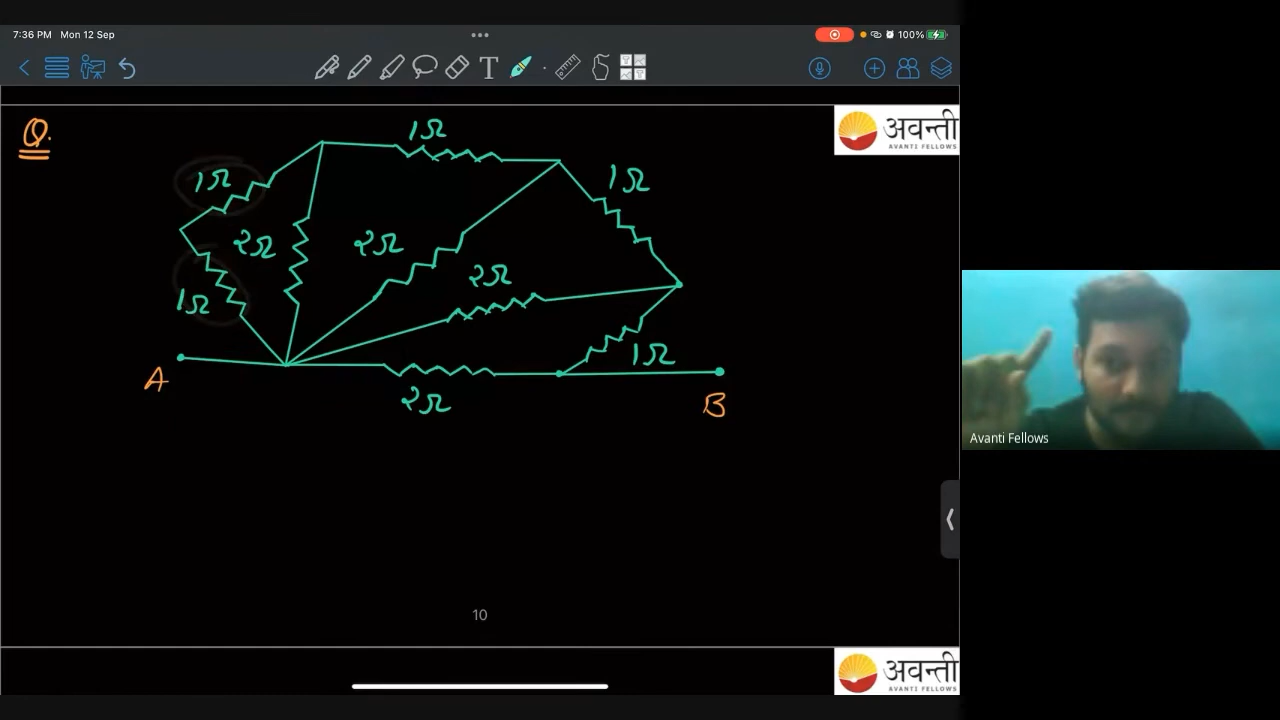 7:36 PM Mon 12 Sep
100%
T
Q.
अवन्ती
AVANTI FELLOWS
1Ω
1Ω
1Ω
2Ω
2Ω
2Ω
1Ω
1Ω
A
2Ω
B
Avanti Fellows
10
अवन्ती
AVANTI FELLOWS